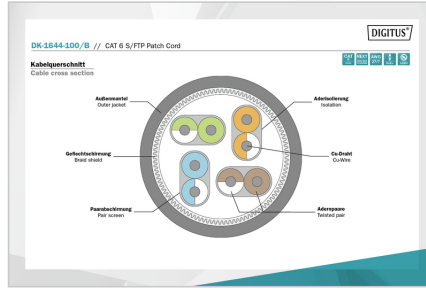 DIGITUS®
DK-1644-100/B // CAT 6 S/FTP Patch Cord
Kabelquerschnitt
Cable cross section
Außenmantel
Outer jacket
Aderisolierung
Isolation
Geflechtschirmung
Braid shield
Cu-Draht
Cu-Wire
Paarabschirmung
Pair screen
Adernpaare
Twisted pair